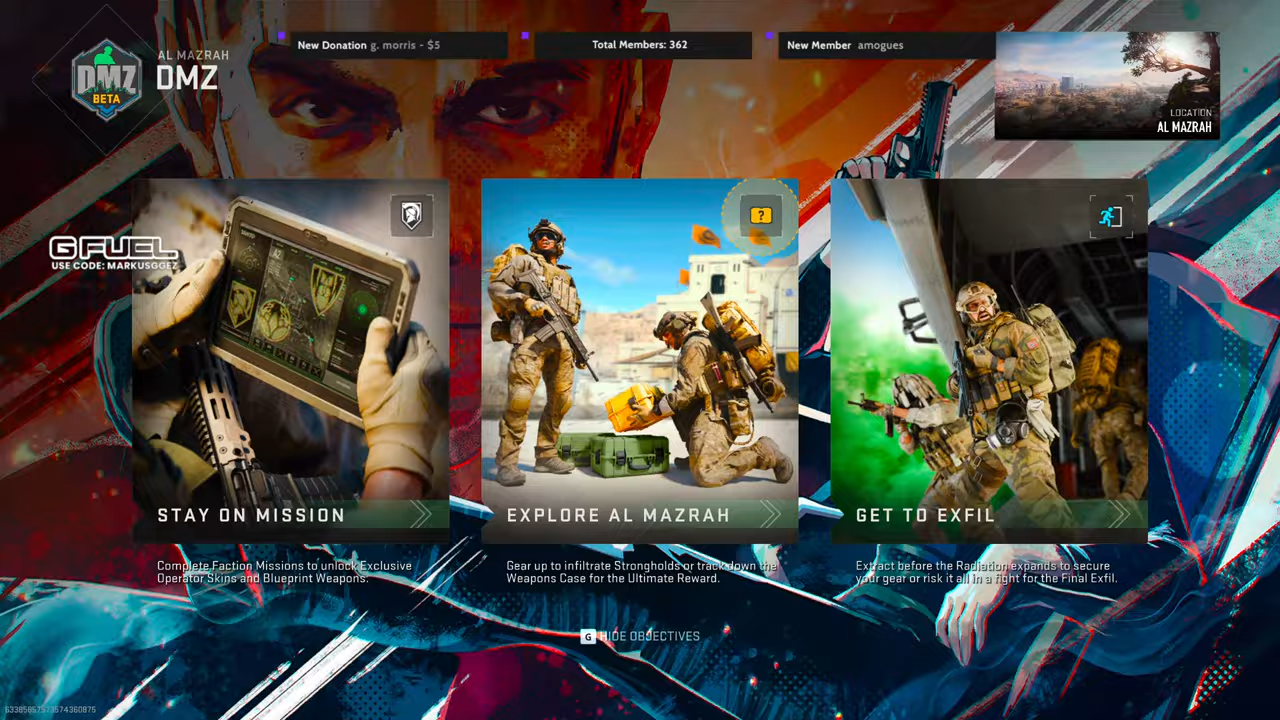 New Donation g. morris - $5
Total Members: 362
New Member amogues
AL MAZRAH
DMZ
DMZ
BETA
LOCATION
AL MAZRAH
?
G FUEL
USE CODE: MARKUSGGEZ
STAY ON MISSION
EXPLORE AL MAZRAH
GET TO EXFIL
Complete Faction Missions to unlock Exclusive
Operator Skins and Blueprint Weapons.
Gear up to infiltrate Strongholds or track down the
Weapons Case for the Ultimate Reward.
Extract before the Radiation expands to secure
your gear or risk it all in a fight for the Final Exfil.
G HIDE OBJECTIVES